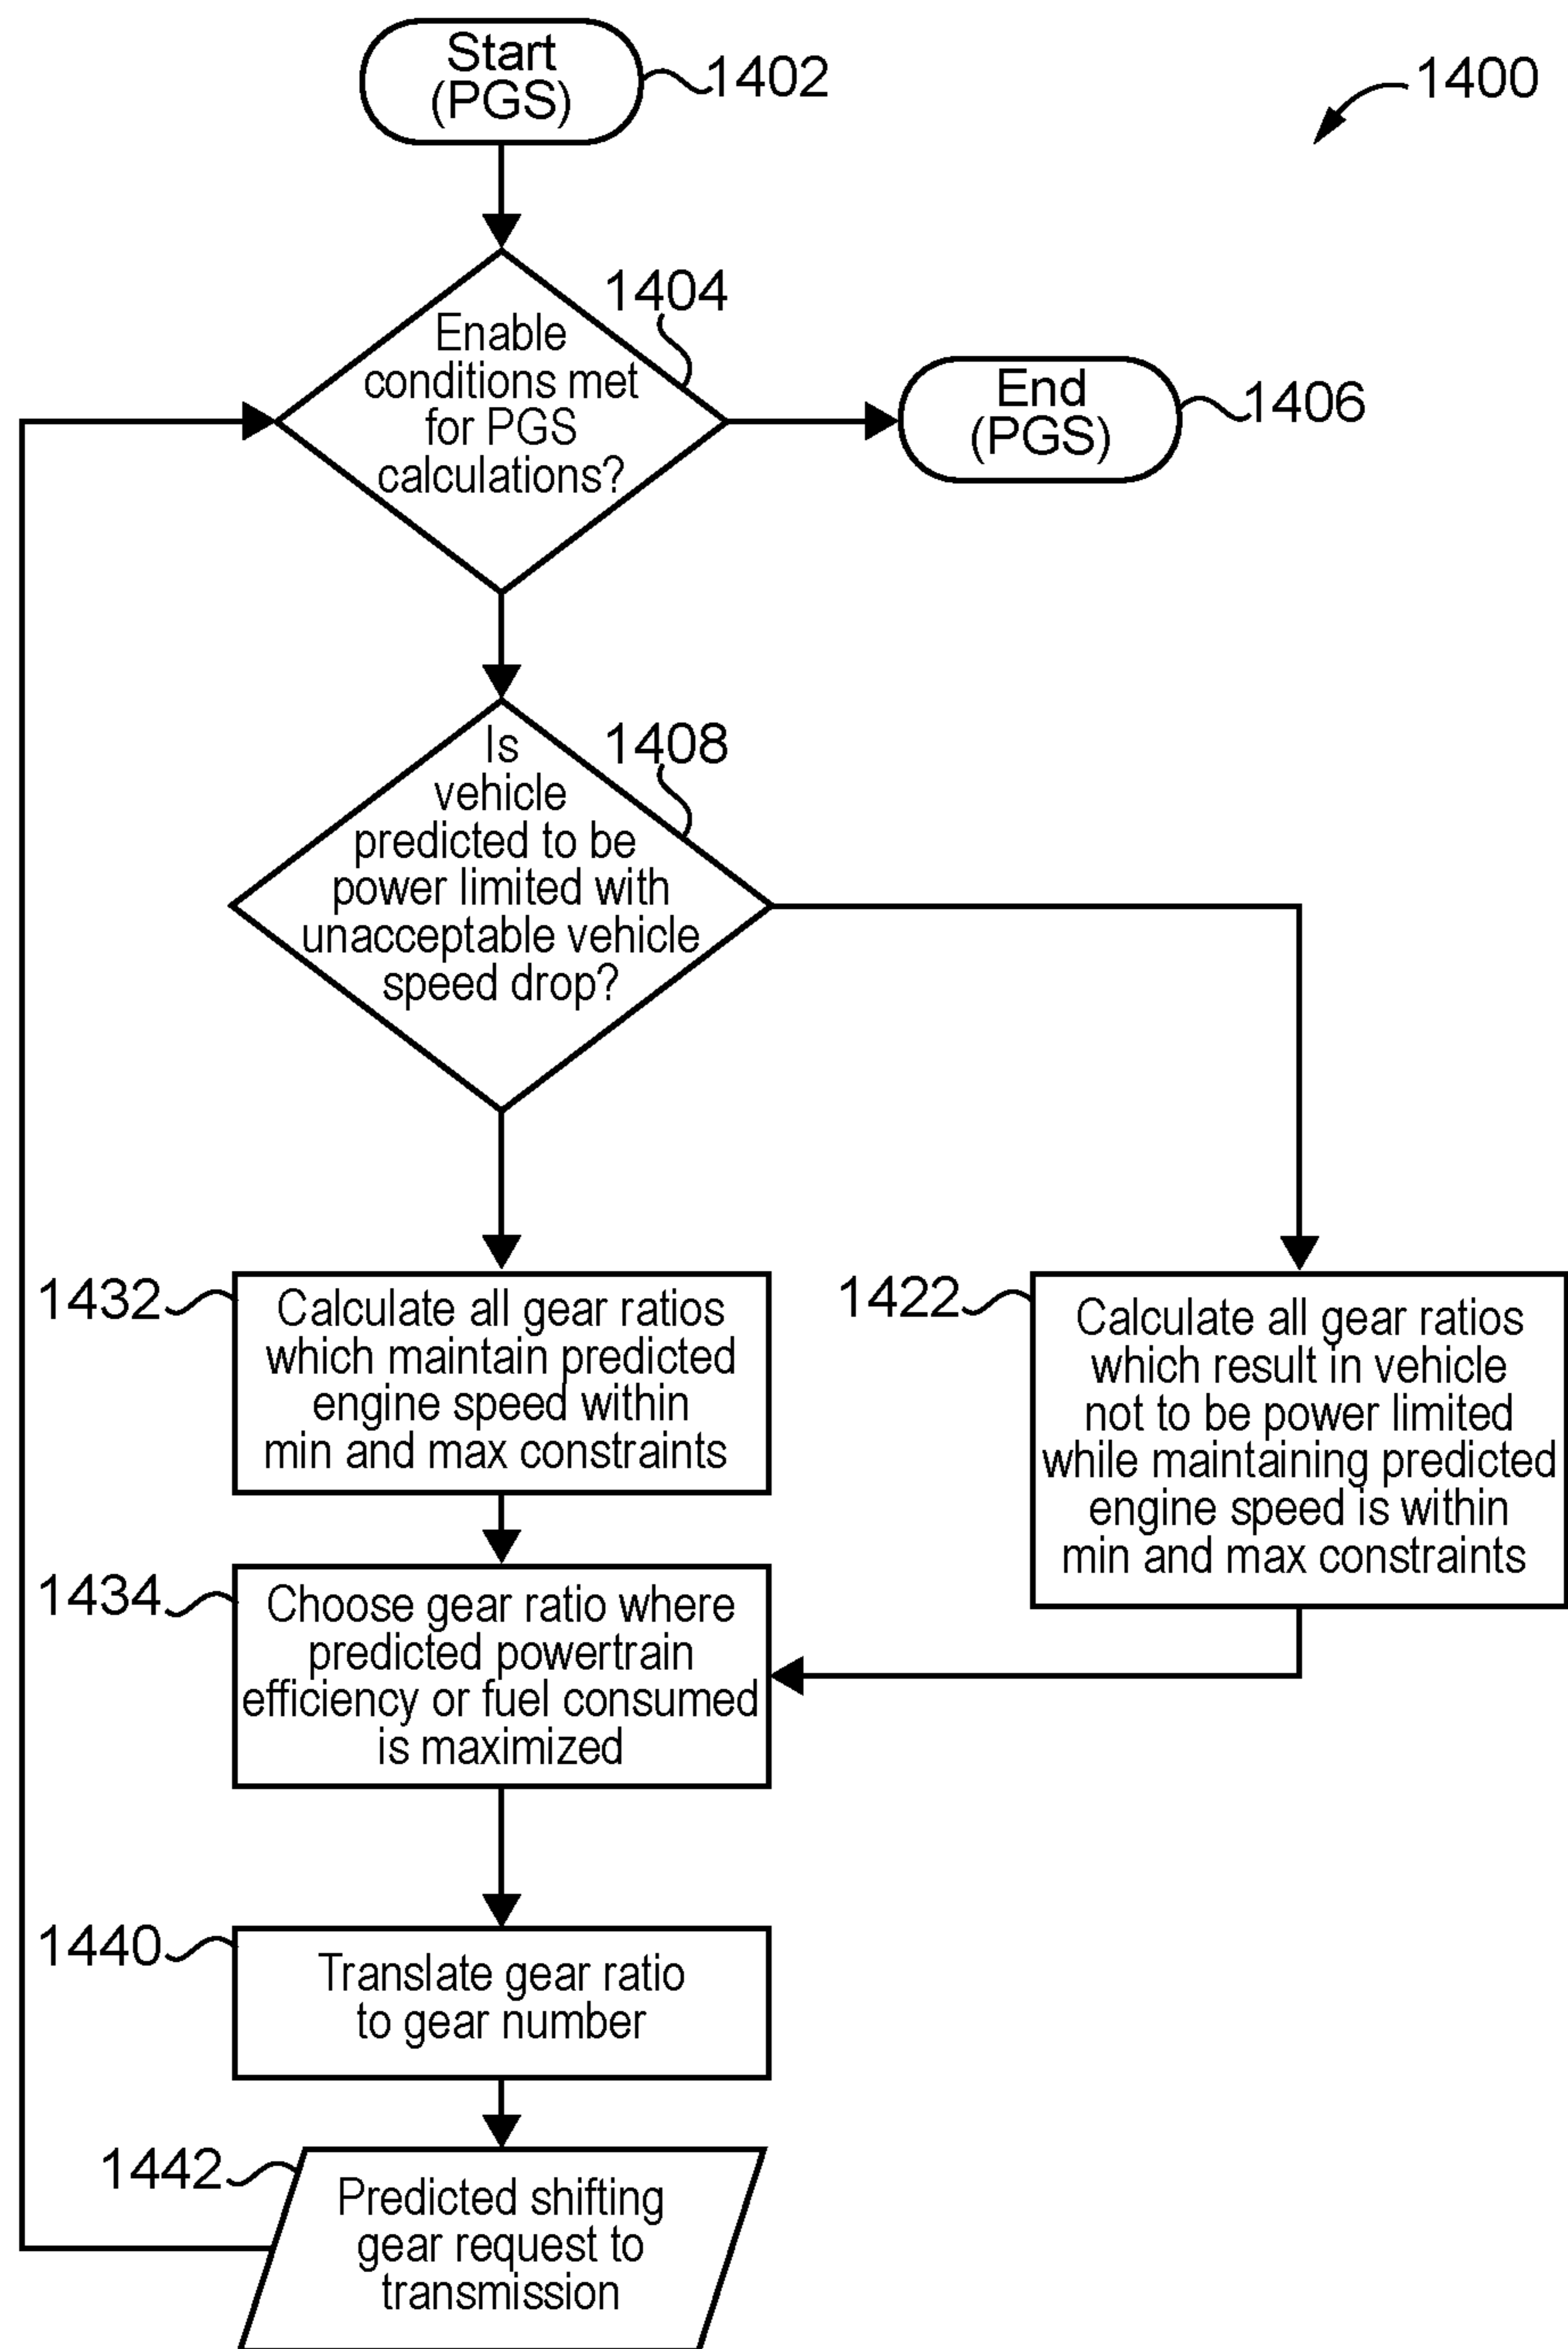 Start
(PGS)
1402
1400
1404
Enable
conditions met
for PGS
calculations?
End
(PGS)
1406
1408
Is
vehicle
predicted to be
power limited with
unacceptable vehicle
speed drop?
1432
Calculate all gear ratios
which maintain predicted
engine speed within
min and max constraints
1422
Calculate all gear ratios
which result in vehicle
not to be power limited
while maintaining predicted
engine speed is within
min and max constraints
1434
Choose gear ratio where
predicted powertrain
efficiency or fuel consumed
is maximized
1440
Translate gear ratio
to gear number
1442
Predicted shifting
gear request to
transmission